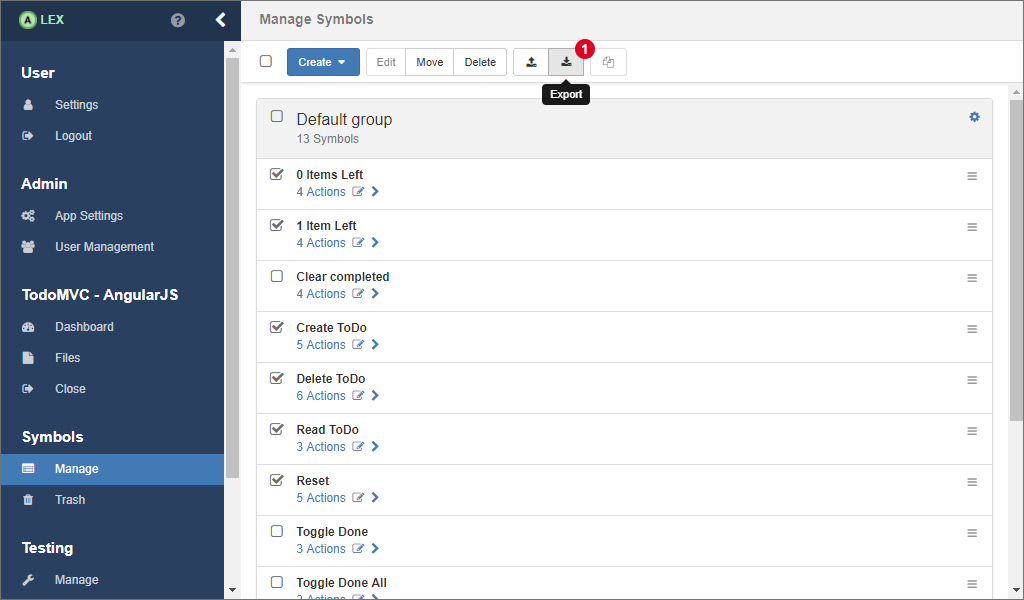 A LEX
?
User
Settings
Logout
Admin
App Settings
User Management
TodoMVC - AngularJS
Dashboard
Files
Close
Symbols
Manage
Trash
Testing
Manage
Manage Symbols
Create
Edit
Move
Delete
1
Export
Default group
13 Symbols
0 Items Left
4 Actions
1 Item Left
4 Actions
Clear completed
4 Actions
Create ToDo
5 Actions
Delete ToDo
6 Actions
Read ToDo
3 Actions
Reset
5 Actions
Toggle Done
3 Actions
Toggle Done All